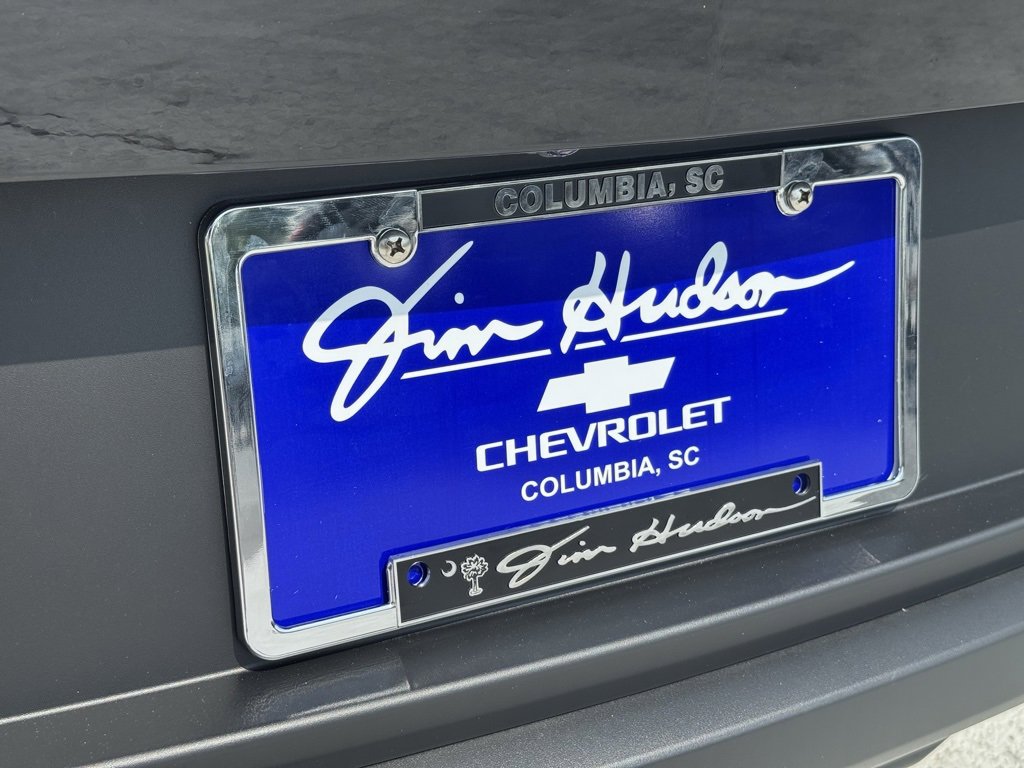 COLUMBIA, SC
Jim Hudson
CHEVROLET
COLUMBIA, SC
Jim Hudson